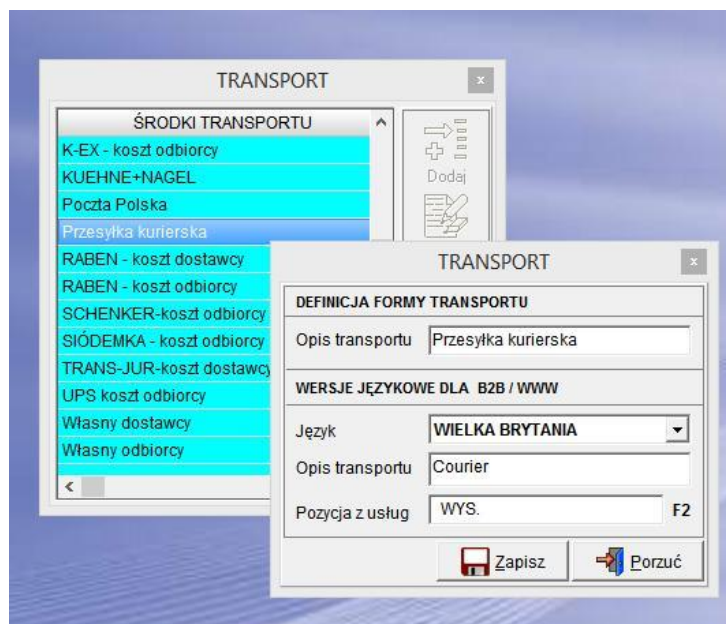 TRANSPORT
x
ŚRODKI TRANSPORTU
K-EX - koszt odbiorcy
KUEHNE+NAGEL
Poczta Polska
Przesyłka kurierska
RABEN - koszt dostawcy
RABEN - koszt odbiorcy
SCHENKER-koszt odbiorcy
SIÓDEMKA - koszt odbiorcy
TRANS-JUR-koszt dostawcy
UPS koszt odbiorcy
Własny dostawcy
Własny odbiorcy
Dodaj
TRANSPORT
x
DEFINICJA FORMY TRANSPORTU
Opis transportu Przesyłka kurierska
WERSJE JĘZYKOWE DLA B2B / WWW
Język WIELKA BRYTANIA
Opis transportu Courier
Pozycja z usług WYS. F2
Zapisz Porzuć